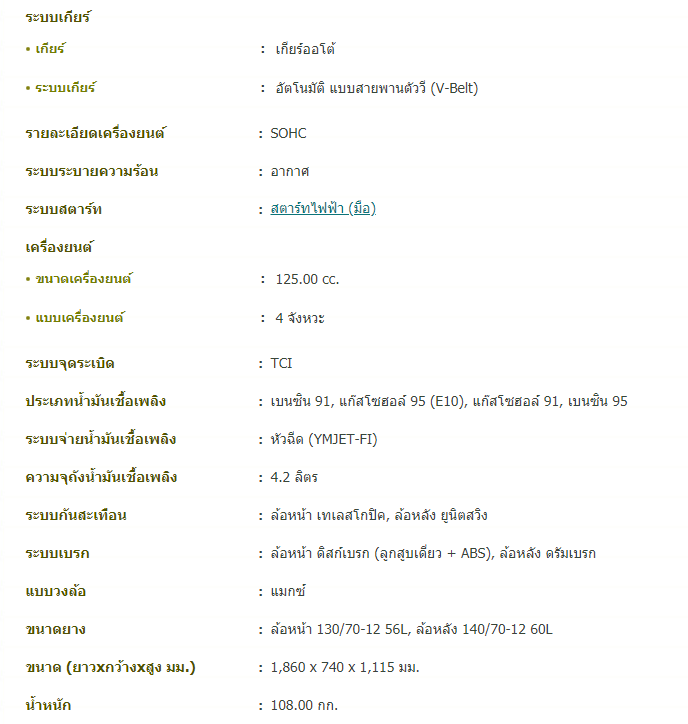 ระบบเกียร์
• เกียร์ : เกียร์ออโต้
• ระบบเกียร์ : อัตโนมัติ แบบสายพานตัววี (V-Belt)
รายละเอียดเครื่องยนต์ : SOHC
ระบบระบายความร้อน : อากาศ
ระบบสตาร์ท : สตาร์ทไฟฟ้า (มือ)
เครื่องยนต์
• ขนาดเครื่องยนต์ : 125.00 cc.
• แบบเครื่องยนต์ : 4 จังหวะ
ระบบจุดระเบิด : TCI
ประเภทน้ำมันเชื้อเพลิง : เบนซิน 91, แก๊สโซฮอล์ 95 (E10), แก๊สโซฮอล์ 91, เบนซิน 95
ระบบจ่ายน้ำมันเชื้อเพลิง : หัวฉีด (YMJET-FI)
ความจุถังน้ำมันเชื้อเพลิง : 4.2 ลิตร
ระบบกันสะเทือน : ล้อหน้า เทเลสโกปิค, ล้อหลัง ยูนิตสวิง
ระบบเบรก : ล้อหน้า ดิสก์เบรก (ลูกสูบเดี่ยว + ABS), ล้อหลัง ดรัมเบรก
แบบวงล้อ : แมกซ์
ขนาดยาง : ล้อหน้า 130/70-12 56L, ล้อหลัง 140/70-12 60L
ขนาด (ยาวxกว้างxสูง มม.) : 1,860 x 740 x 1,115 มม.
น้ำหนัก : 108.00 กก.